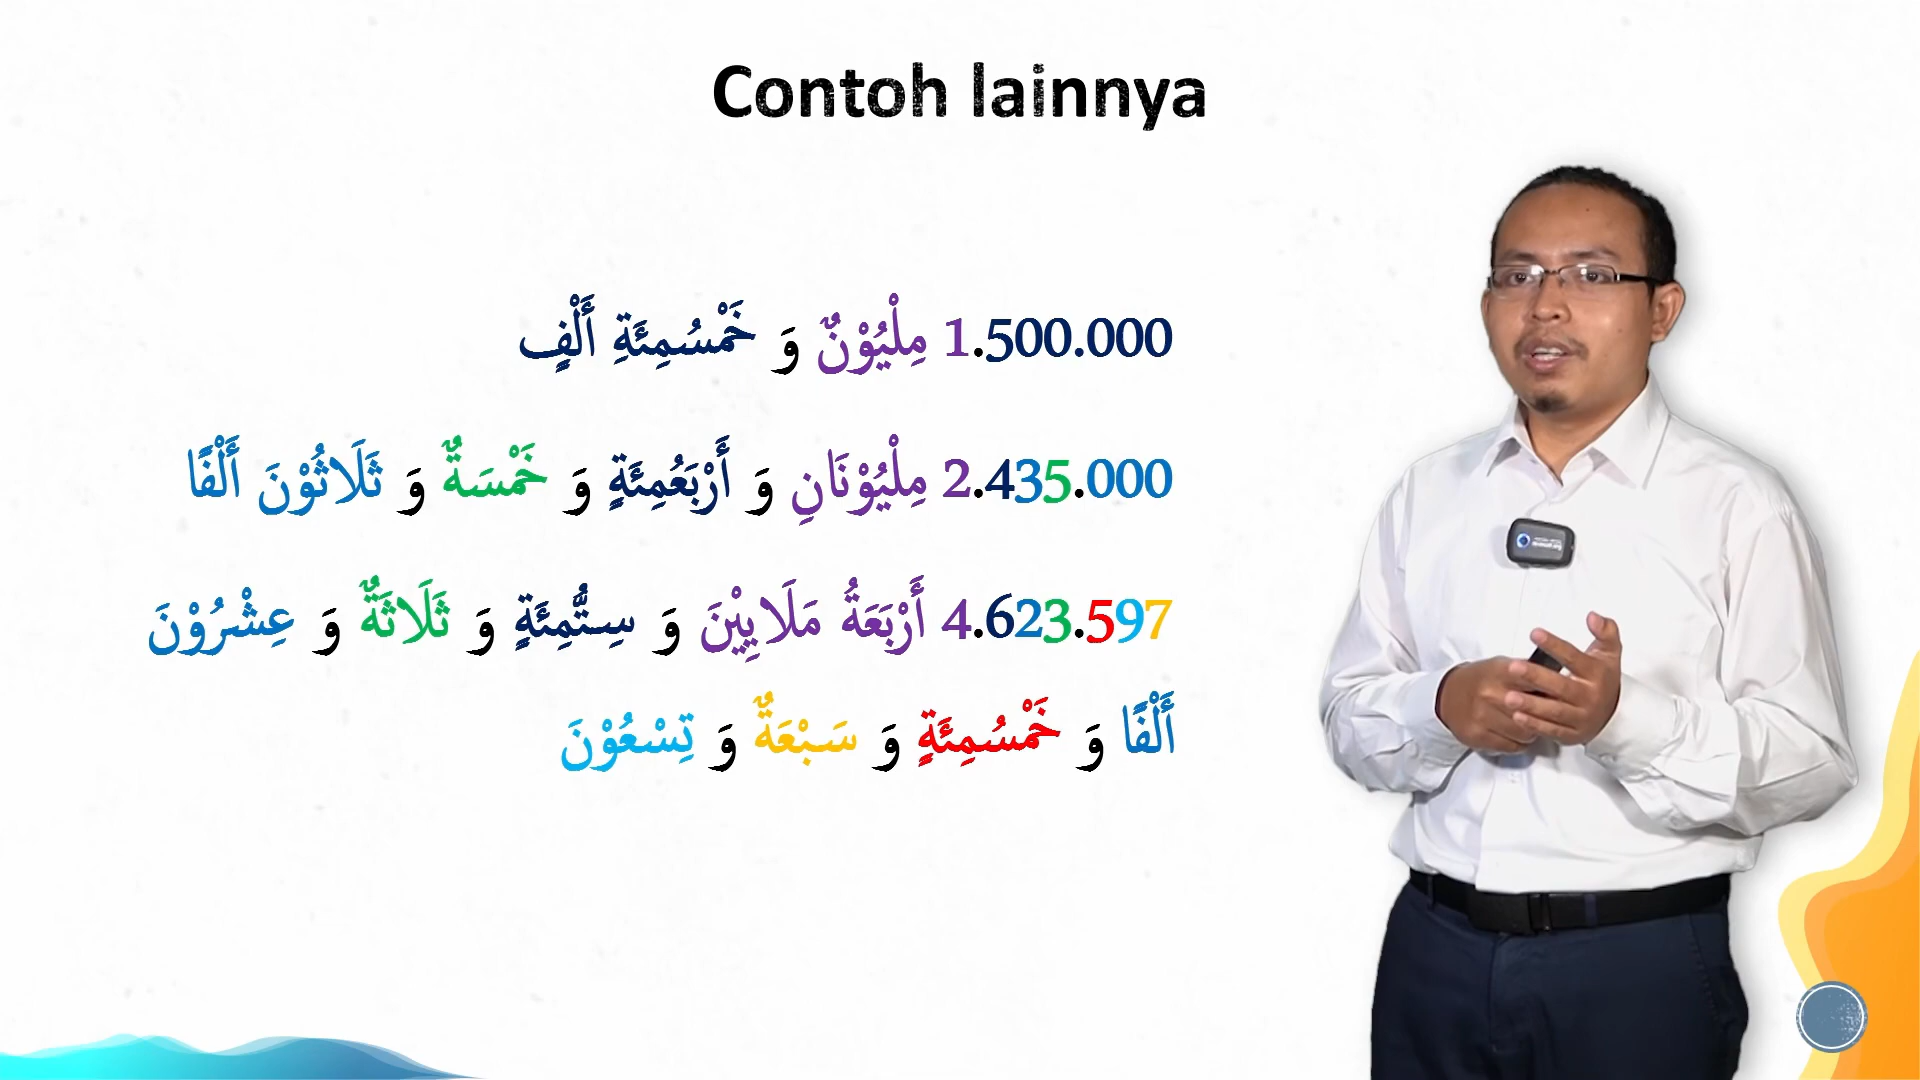 Contoh lainnya
1.500.000 مِلْيُوْنٌ وَ خَمْسُمِئَةِ أَلْفٍ
2.435.000 مِلْيُوْنَانِ وَ أَرْبَعُمِئَةٍ وَ خَمْسَةٌ وَ ثَلَاثُوْنَ أَلْفًا
4.623.597 أَرْبَعَةُ مَلَايِيْنَ وَ سِتُّمِئَةٍ وَ ثَلَاثَةٌ وَ عِشْرُوْنَ
أَلْفًا وَ خَمْسُمِئَةٍ وَ سَبْعَةٌ وَ تِسْعُوْنَ